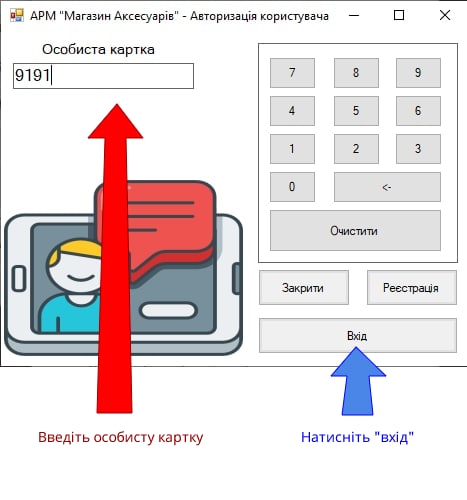 АРМ "Магазин Аксесуарів" - Авторизація користувача
Особиста картка
9191
7 8 9
4 5 6
1 2 3
0 <-
Очистити
Закрити Реєстрація
Вхід
Введіть особисту картку
Натисніть "вхід"